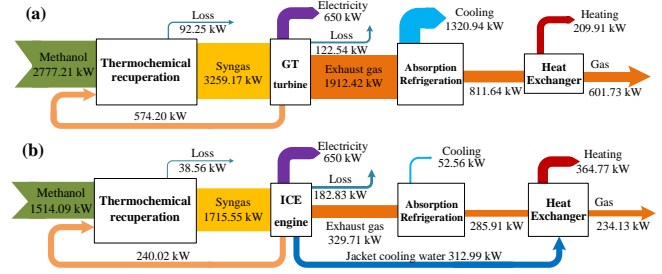 (a)
Loss
92.25 kW
Electricity
650 kW
Loss
122.54 kW
Cooling
1320.94 kW
Heating
209.91 kW
Methanol
2777.21 kW
Thermochemical
recuperation
Syngas
3259.17 kW
GT
turbine
Exhaust gas
1912.42 kW
Absorption
Refrigeration
811.64 kW
Heat
Exchanger
Gas
601.73 kW
574.20 kW
(b)
Loss
38.56 kW
Electricity
650 kW
Loss
182.83 kW
Cooling
52.56 kW
Heating
364.77 kW
Methanol
1514.09 kW
Thermochemical
recuperation
Syngas
1715.55 kW
ICE
engine
Exhaust gas
329.71 kW
Absorption
Refrigeration
285.91 kW
Heat
Exchanger
Gas
234.13 kW
240.02 kW
Jacket cooling water 312.99 kW